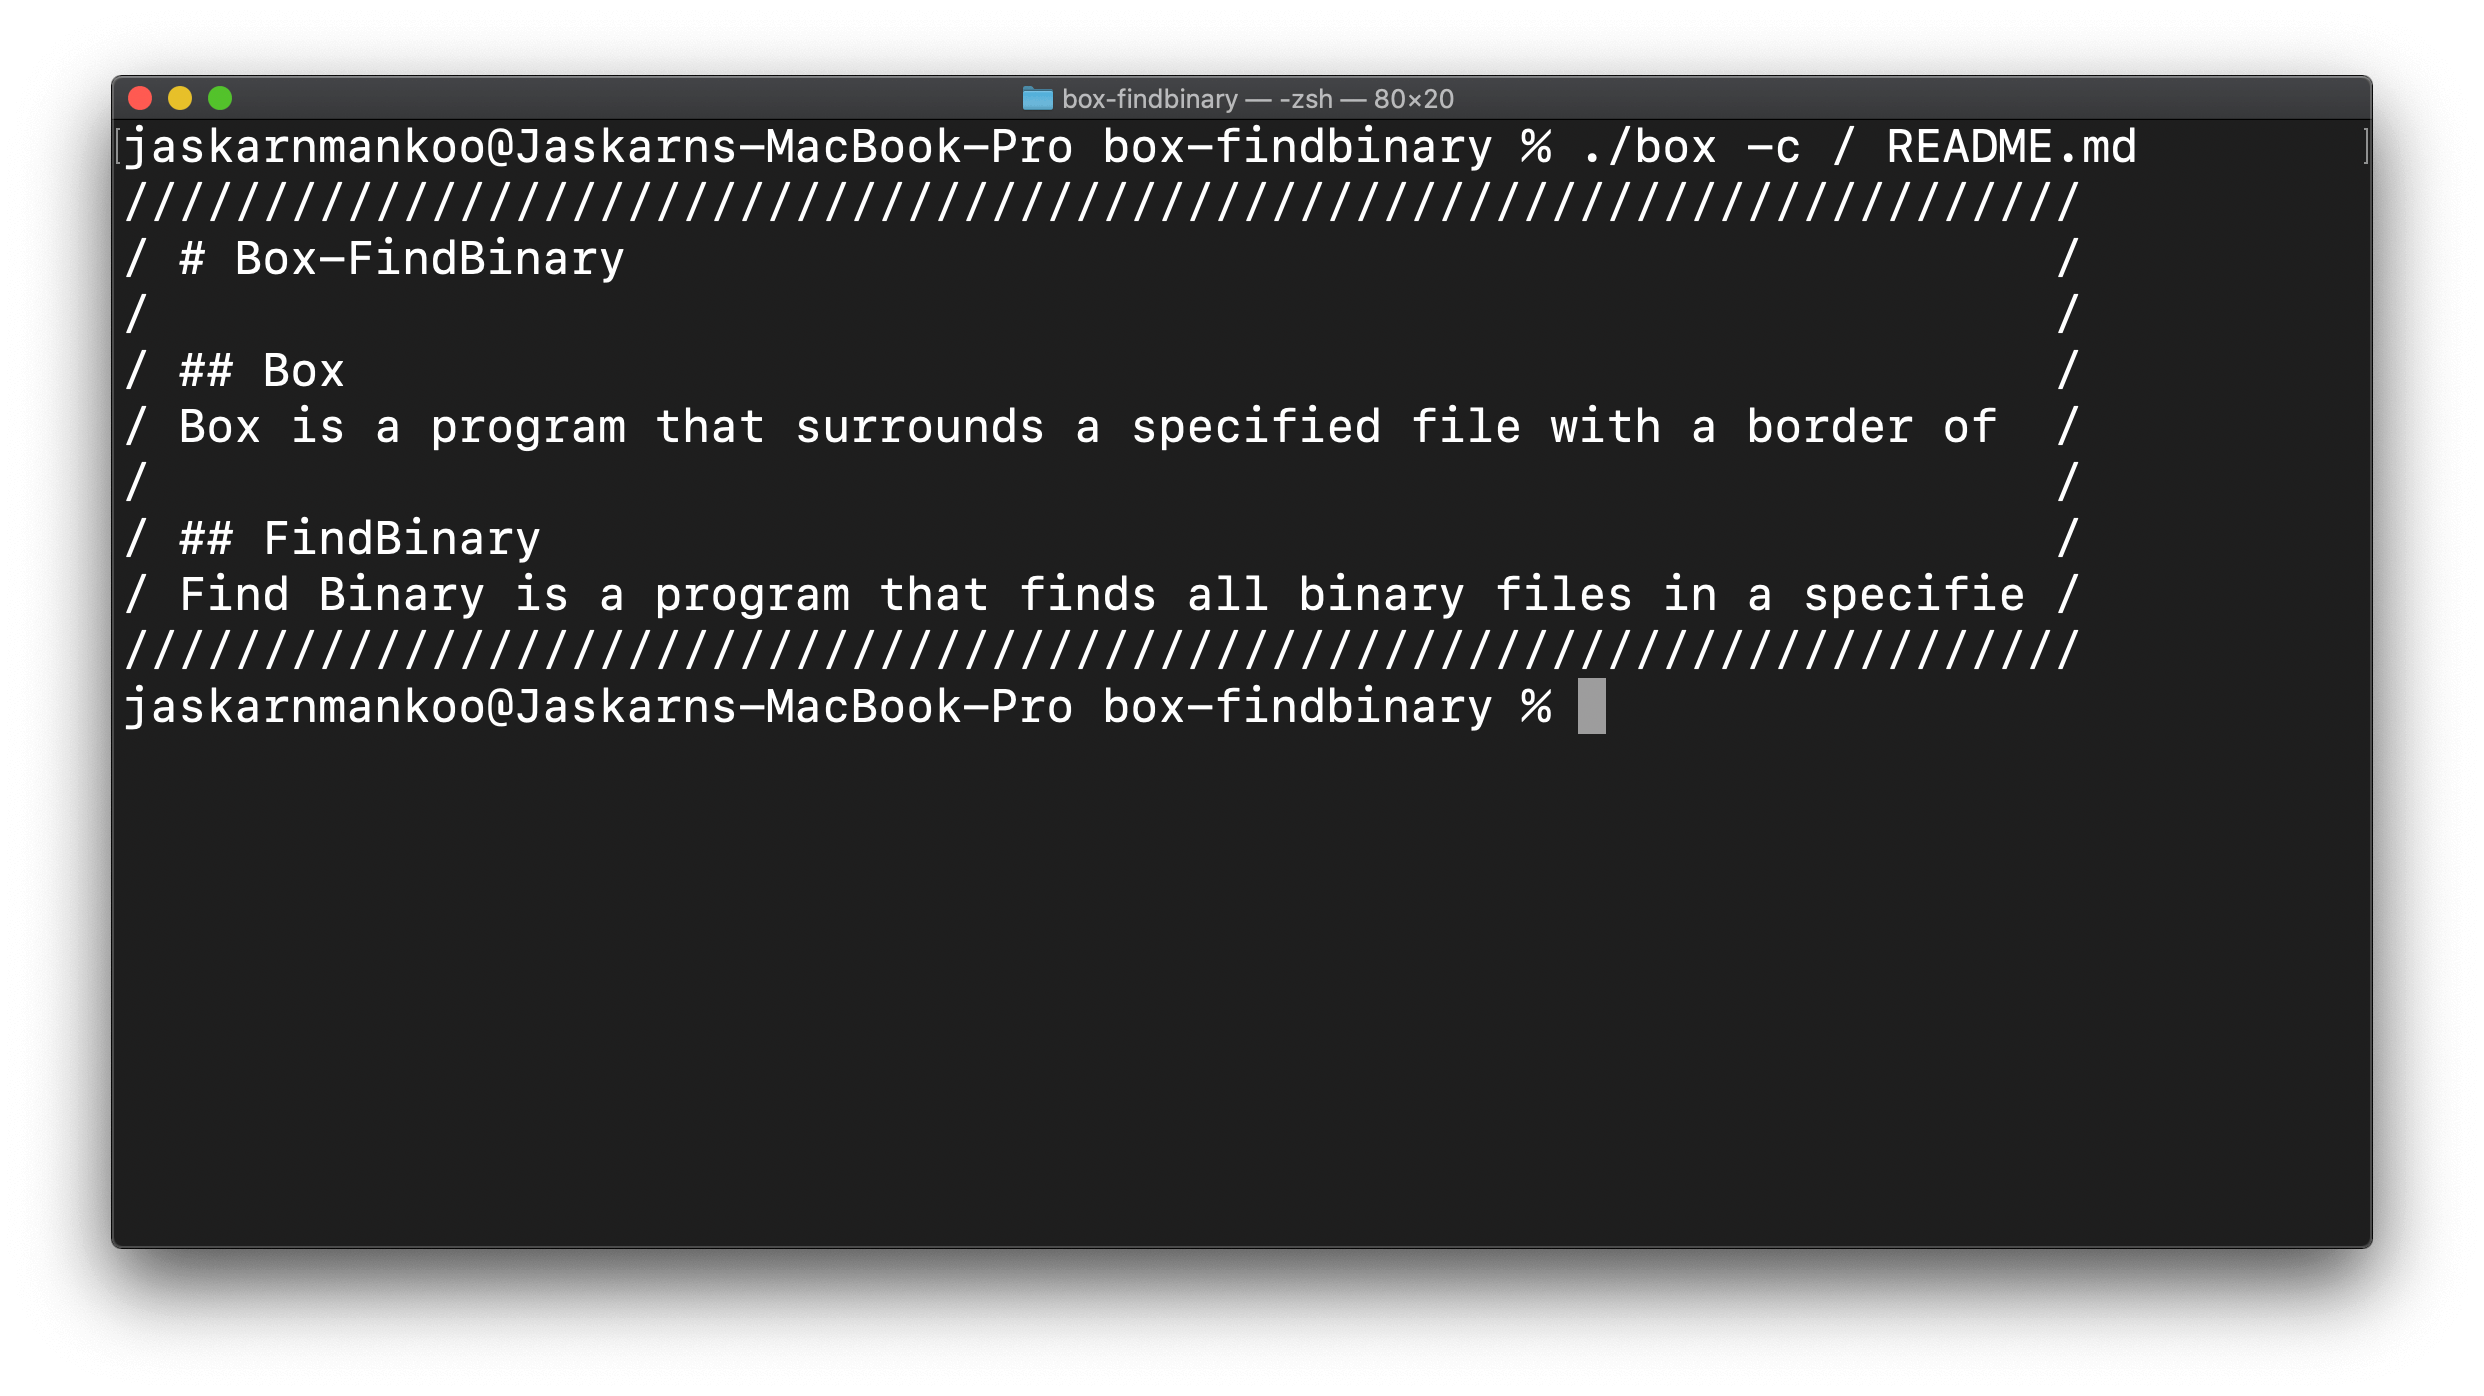 box-findbinary — -zsh — 80×20
jaskarnmankoo@Jaskarns-MacBook-Pro box-findbinary % ./box -c / README.md
//////////////////////////////////////////////////////////////////////
/ # Box-FindBinary                                                   /
/                                                                    /
/ ## Box                                                             /
/ Box is a program that surrounds a specified file with a border of  /
/                                                                    /
/ ## FindBinary                                                      /
/ Find Binary is a program that finds all binary files in a specifie /
//////////////////////////////////////////////////////////////////////
jaskarnmankoo@Jaskarns-MacBook-Pro box-findbinary %